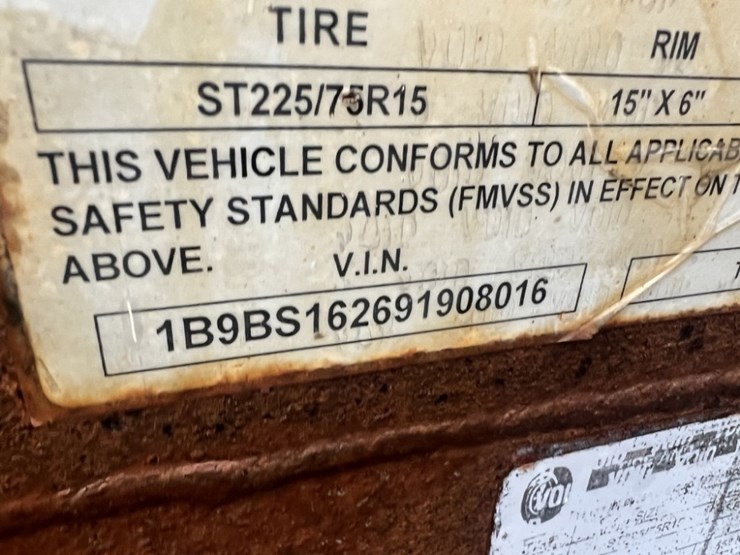 TIRE RIM
ST225/75R15 15" X 6"
THIS VEHICLE CONFORMS TO ALL APPLICAB
SAFETY STANDARDS (FMVSS) IN EFFECT ON
ABOVE. V.I.N.
1B9BS162691908016